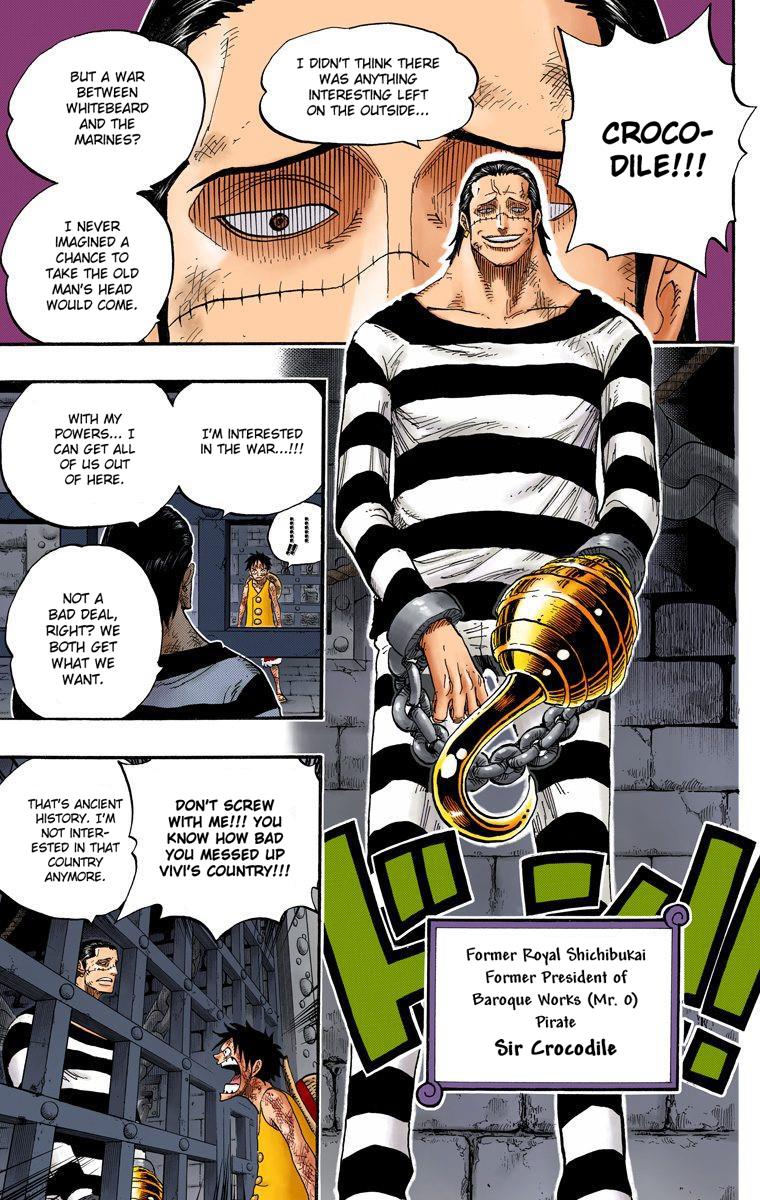 CROCO-
DILE!!!
I DIDN'T THINK THERE
WAS ANYTHING
INTERESTING LEFT
ON THE OUTSIDE...
BUT A WAR
BETWEEN
WHITEBEARD
AND THE
MARINES?
I NEVER
IMAGINED A
CHANCE TO
TAKE THE OLD
MAN'S HEAD
WOULD COME.
I'M INTERESTED
IN THE WAR...!!!
WITH MY
POWERS... I
CAN GET ALL
OF US OUT
OF HERE.
............!!
NOT A
BAD DEAL,
RIGHT? WE
BOTH GET
WHAT WE
WANT.
ドン!!
Former Royal Shichibukai
Former President of
Baroque Works (Mr. 0)
Pirate
Sir Crocodile
DON'T SCREW
WITH ME!!! YOU
KNOW HOW BAD
YOU MESSED UP
VIVI'S COUNTRY!!!
THAT'S ANCIENT
HISTORY. I'M
NOT INTER-
ESTED IN THAT
COUNTRY
ANYMORE.